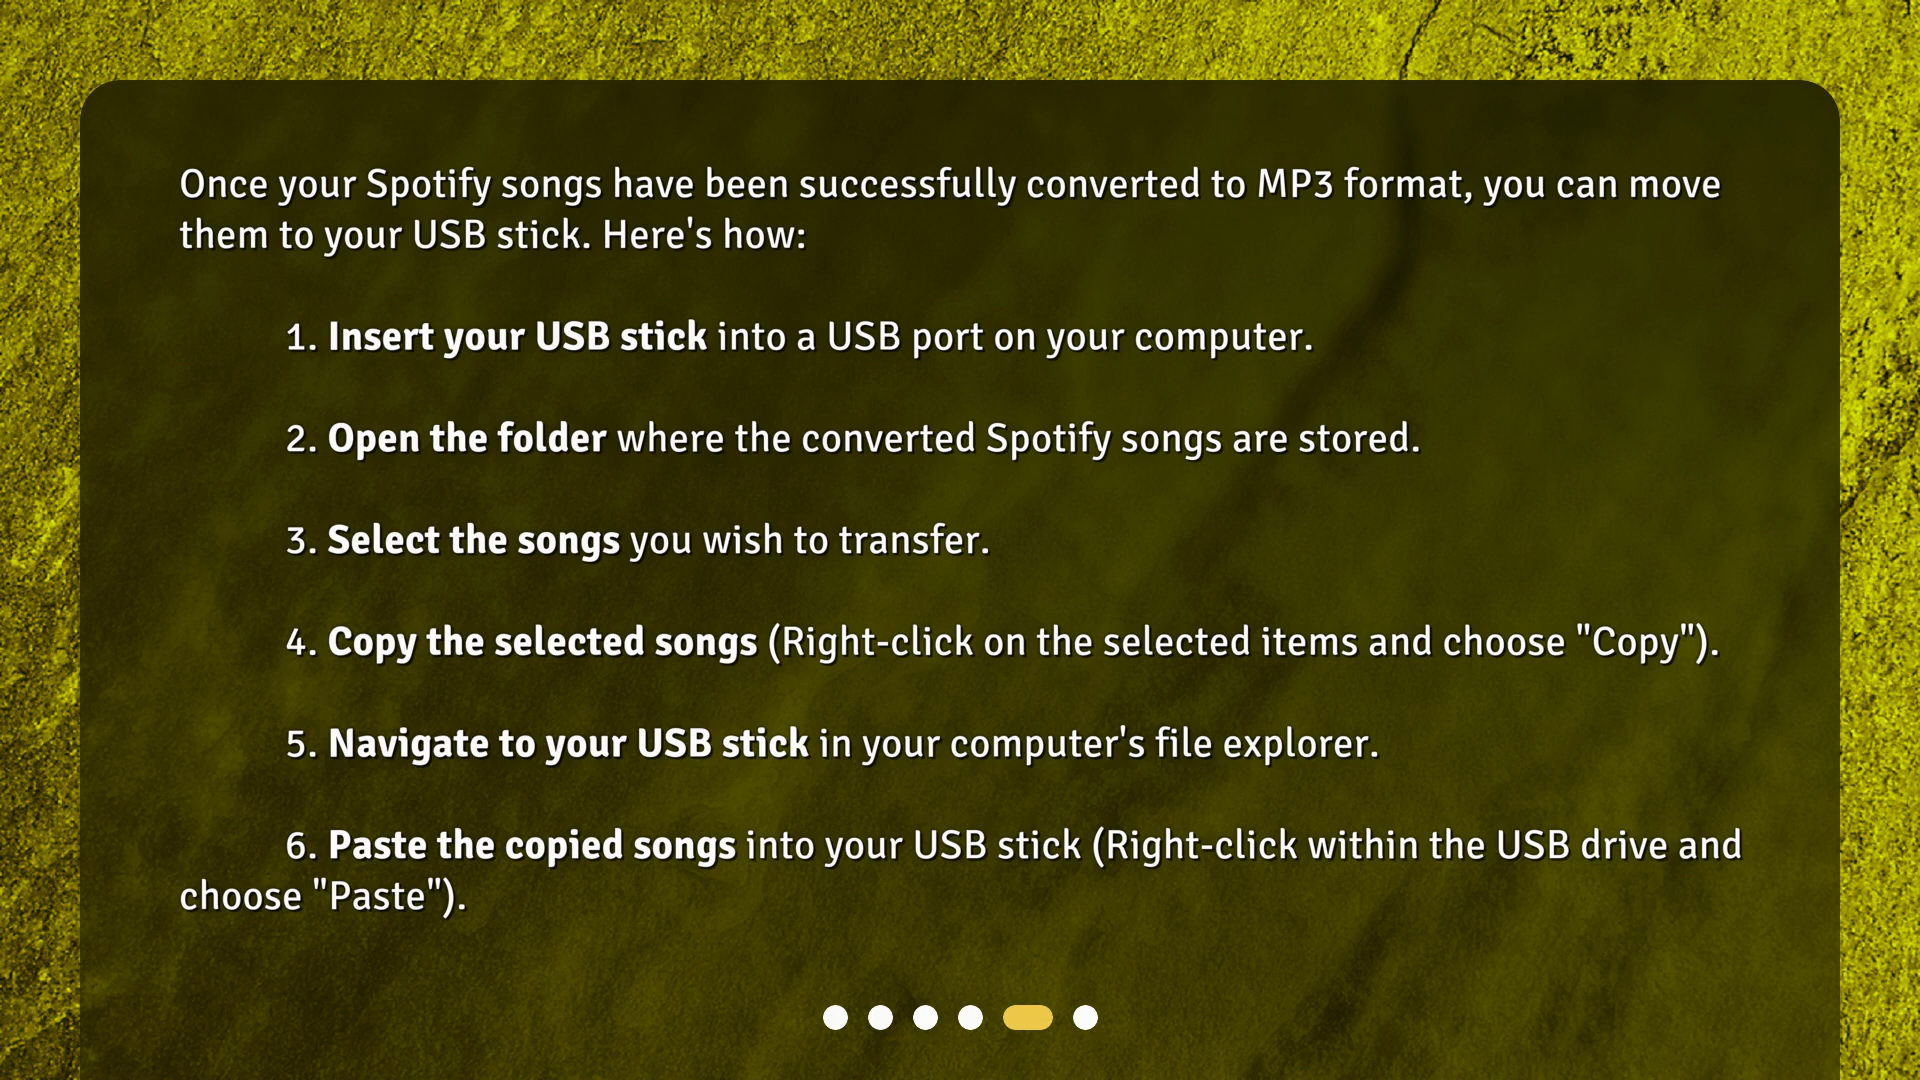 Once your Spotify songs have been successfully converted to MP3 format, you can move
them to your USB stick. Here's how:
1. Insert your USB stick into a USB port on your computer.
2. Open the folder where the converted Spotify songs are stored.
3. Select the songs you wish to transfer.
4. Copy the selected songs (Right-click on the selected items and choose "Copy").
5. Navigate to your USB stick in your computer's file explorer.
6. Paste the copied songs into your USB stick (Right-click within the USB drive and
choose "Paste").